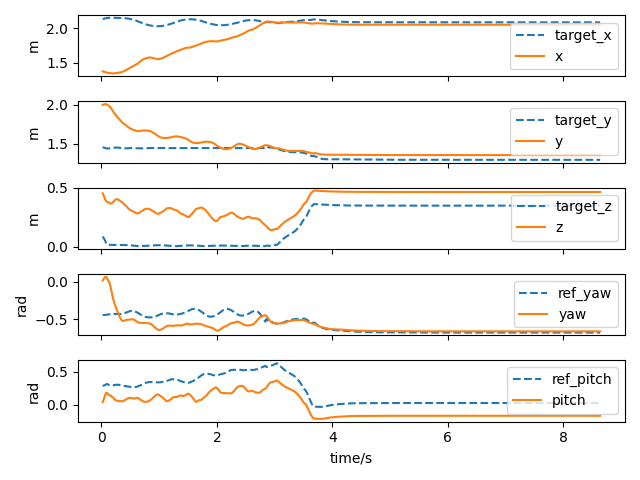 2.0
1.5
m
target_x
x
2.0
1.5
m
target_y
y
0.5
0.0
m
target_z
z
0.0
−0.5
rad
ref_yaw
yaw
0.5
0.0
rad
ref_pitch
pitch
0 2 4 6 8
time/s